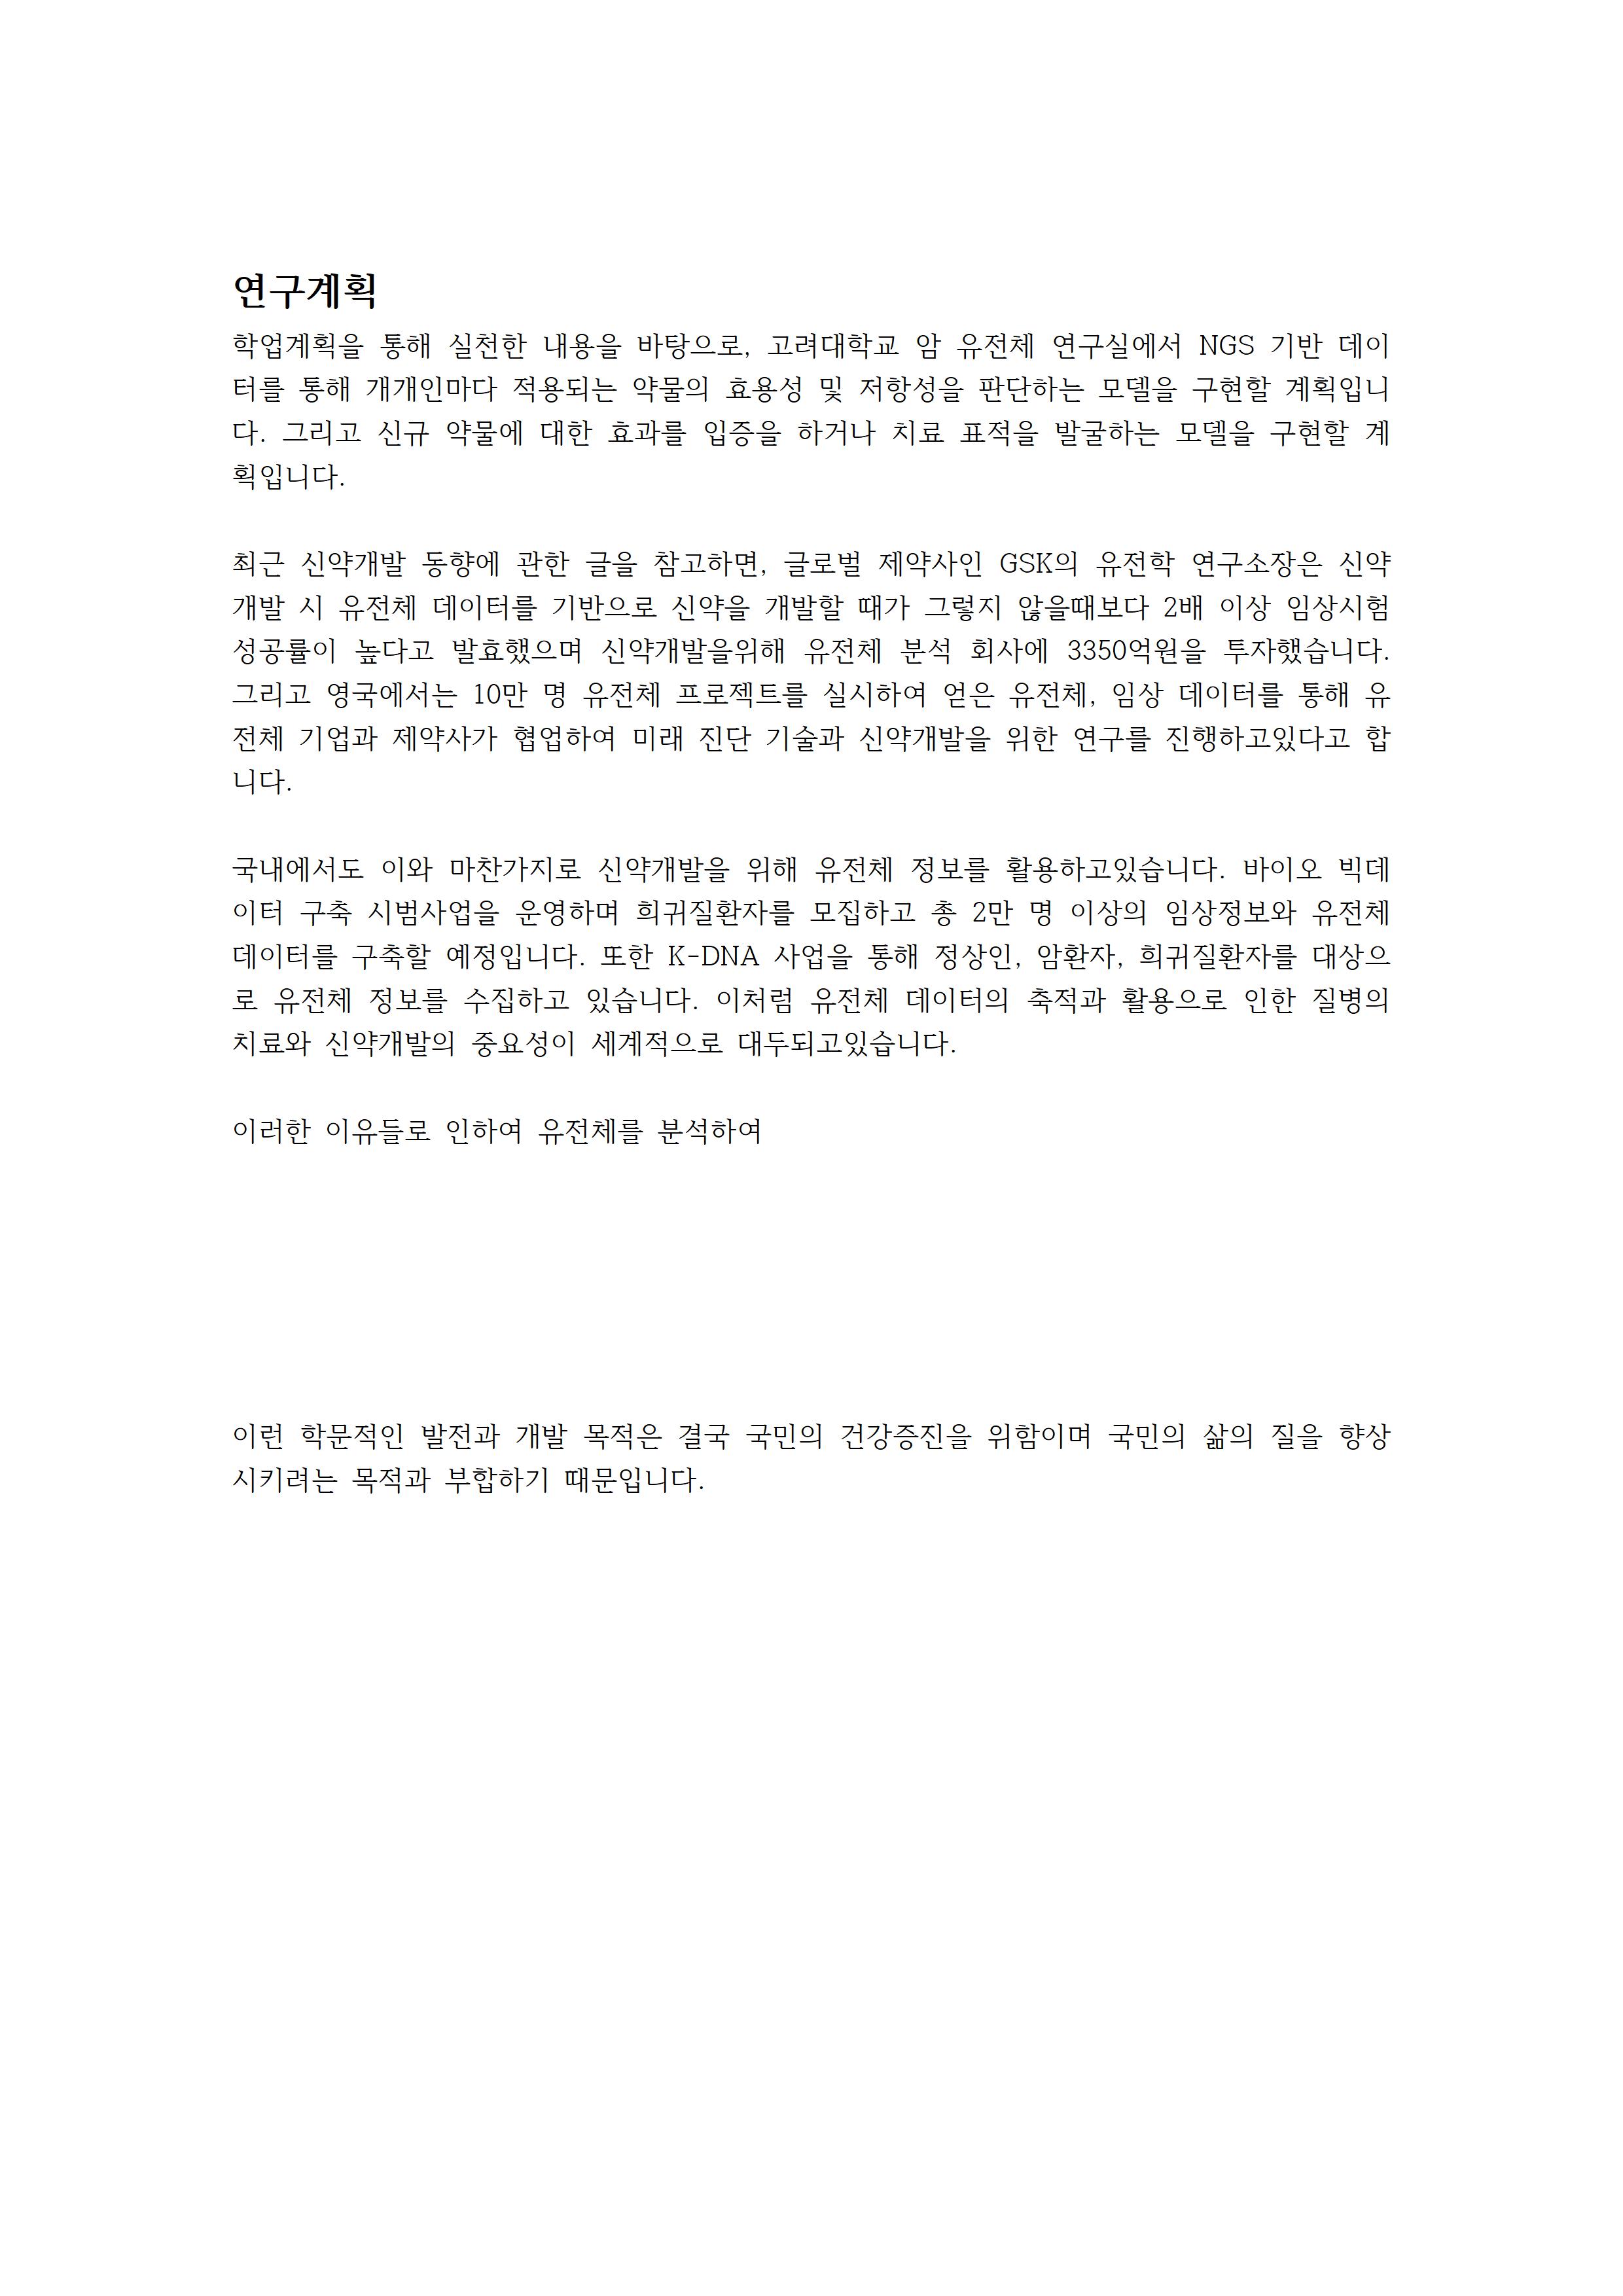 연구계획
학업계획을 통해 실천한 내용을 바탕으로, 고려대학교 암 유전체 연구실에서 NGS 기반 데이
터를 통해 개개인마다 적용되는 약물의 효용성 및 저항성을 판단하는 모델을 구현할 계획입니
다. 그리고 신규 약물에 대한 효과를 입증을 하거나 치료 표적을 발굴하는 모델을 구현할 계
획입니다.
최근 신약개발 동향에 관한 글을 참고하면, 글로벌 제약사인 GSK의 유전학 연구소장은 신약
개발 시 유전체 데이터를 기반으로 신약을 개발할 때가 그렇지 않을때보다 2배 이상 임상시험
성공률이 높다고 발효했으며 신약개발을위해 유전체 분석 회사에 3350억원을 투자했습니다.
그리고 영국에서는 10만 명 유전체 프로젝트를 실시하여 얻은 유전체, 임상 데이터를 통해 유
전체 기업과 제약사가 협업하여 미래 진단 기술과 신약개발을 위한 연구를 진행하고있다고 합
니다.
국내에서도 이와 마찬가지로 신약개발을 위해 유전체 정보를 활용하고있습니다. 바이오 빅데
이터 구축 시범사업을 운영하며 희귀질환자를 모집하고 총 2만 명 이상의 임상정보와 유전체
데이터를 구축할 예정입니다. 또한 K-DNA 사업을 통해 정상인, 암환자, 희귀질환자를 대상으
로 유전체 정보를 수집하고 있습니다. 이처럼 유전체 데이터의 축적과 활용으로 인한 질병의
치료와 신약개발의 중요성이 세계적으로 대두되고있습니다.
이러한 이유들로 인하여 유전체를 분석하여
이런 학문적인 발전과 개발 목적은 결국 국민의 건강증진을 위함이며 국민의 삶의 질을 향상
시키려는 목적과 부합하기 때문입니다.